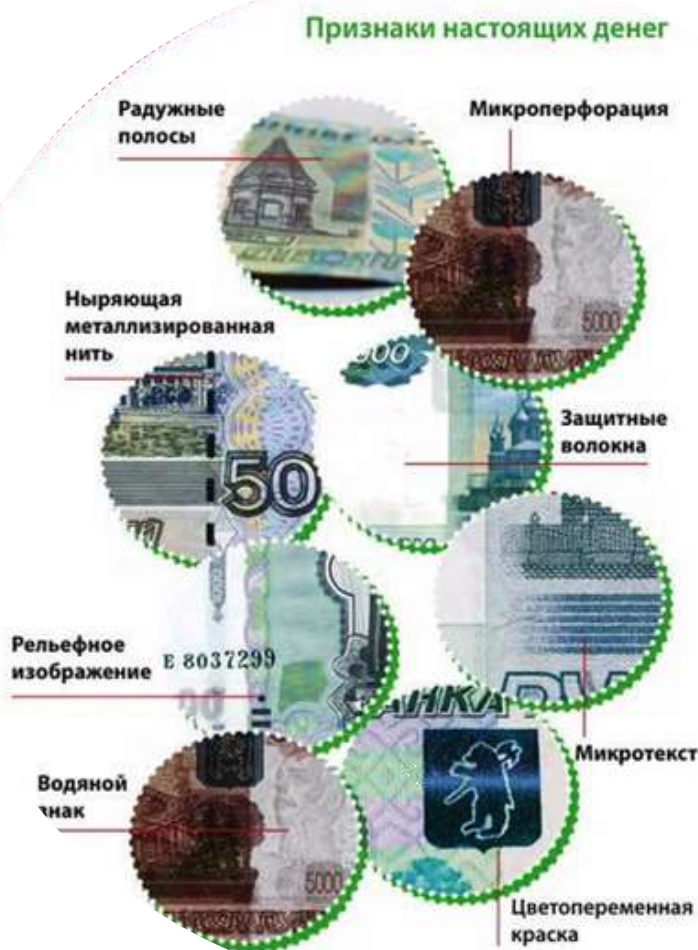 Признаки настоящих денег
Радужные
полосы
Микроперфорация
5000
Ныряющая
металлизированная
нить
50
Защитные
волокна
Рельефное
изображение
Е 8037299
Микротекст
Водяной
знак
5000
Цветопеременная
краска